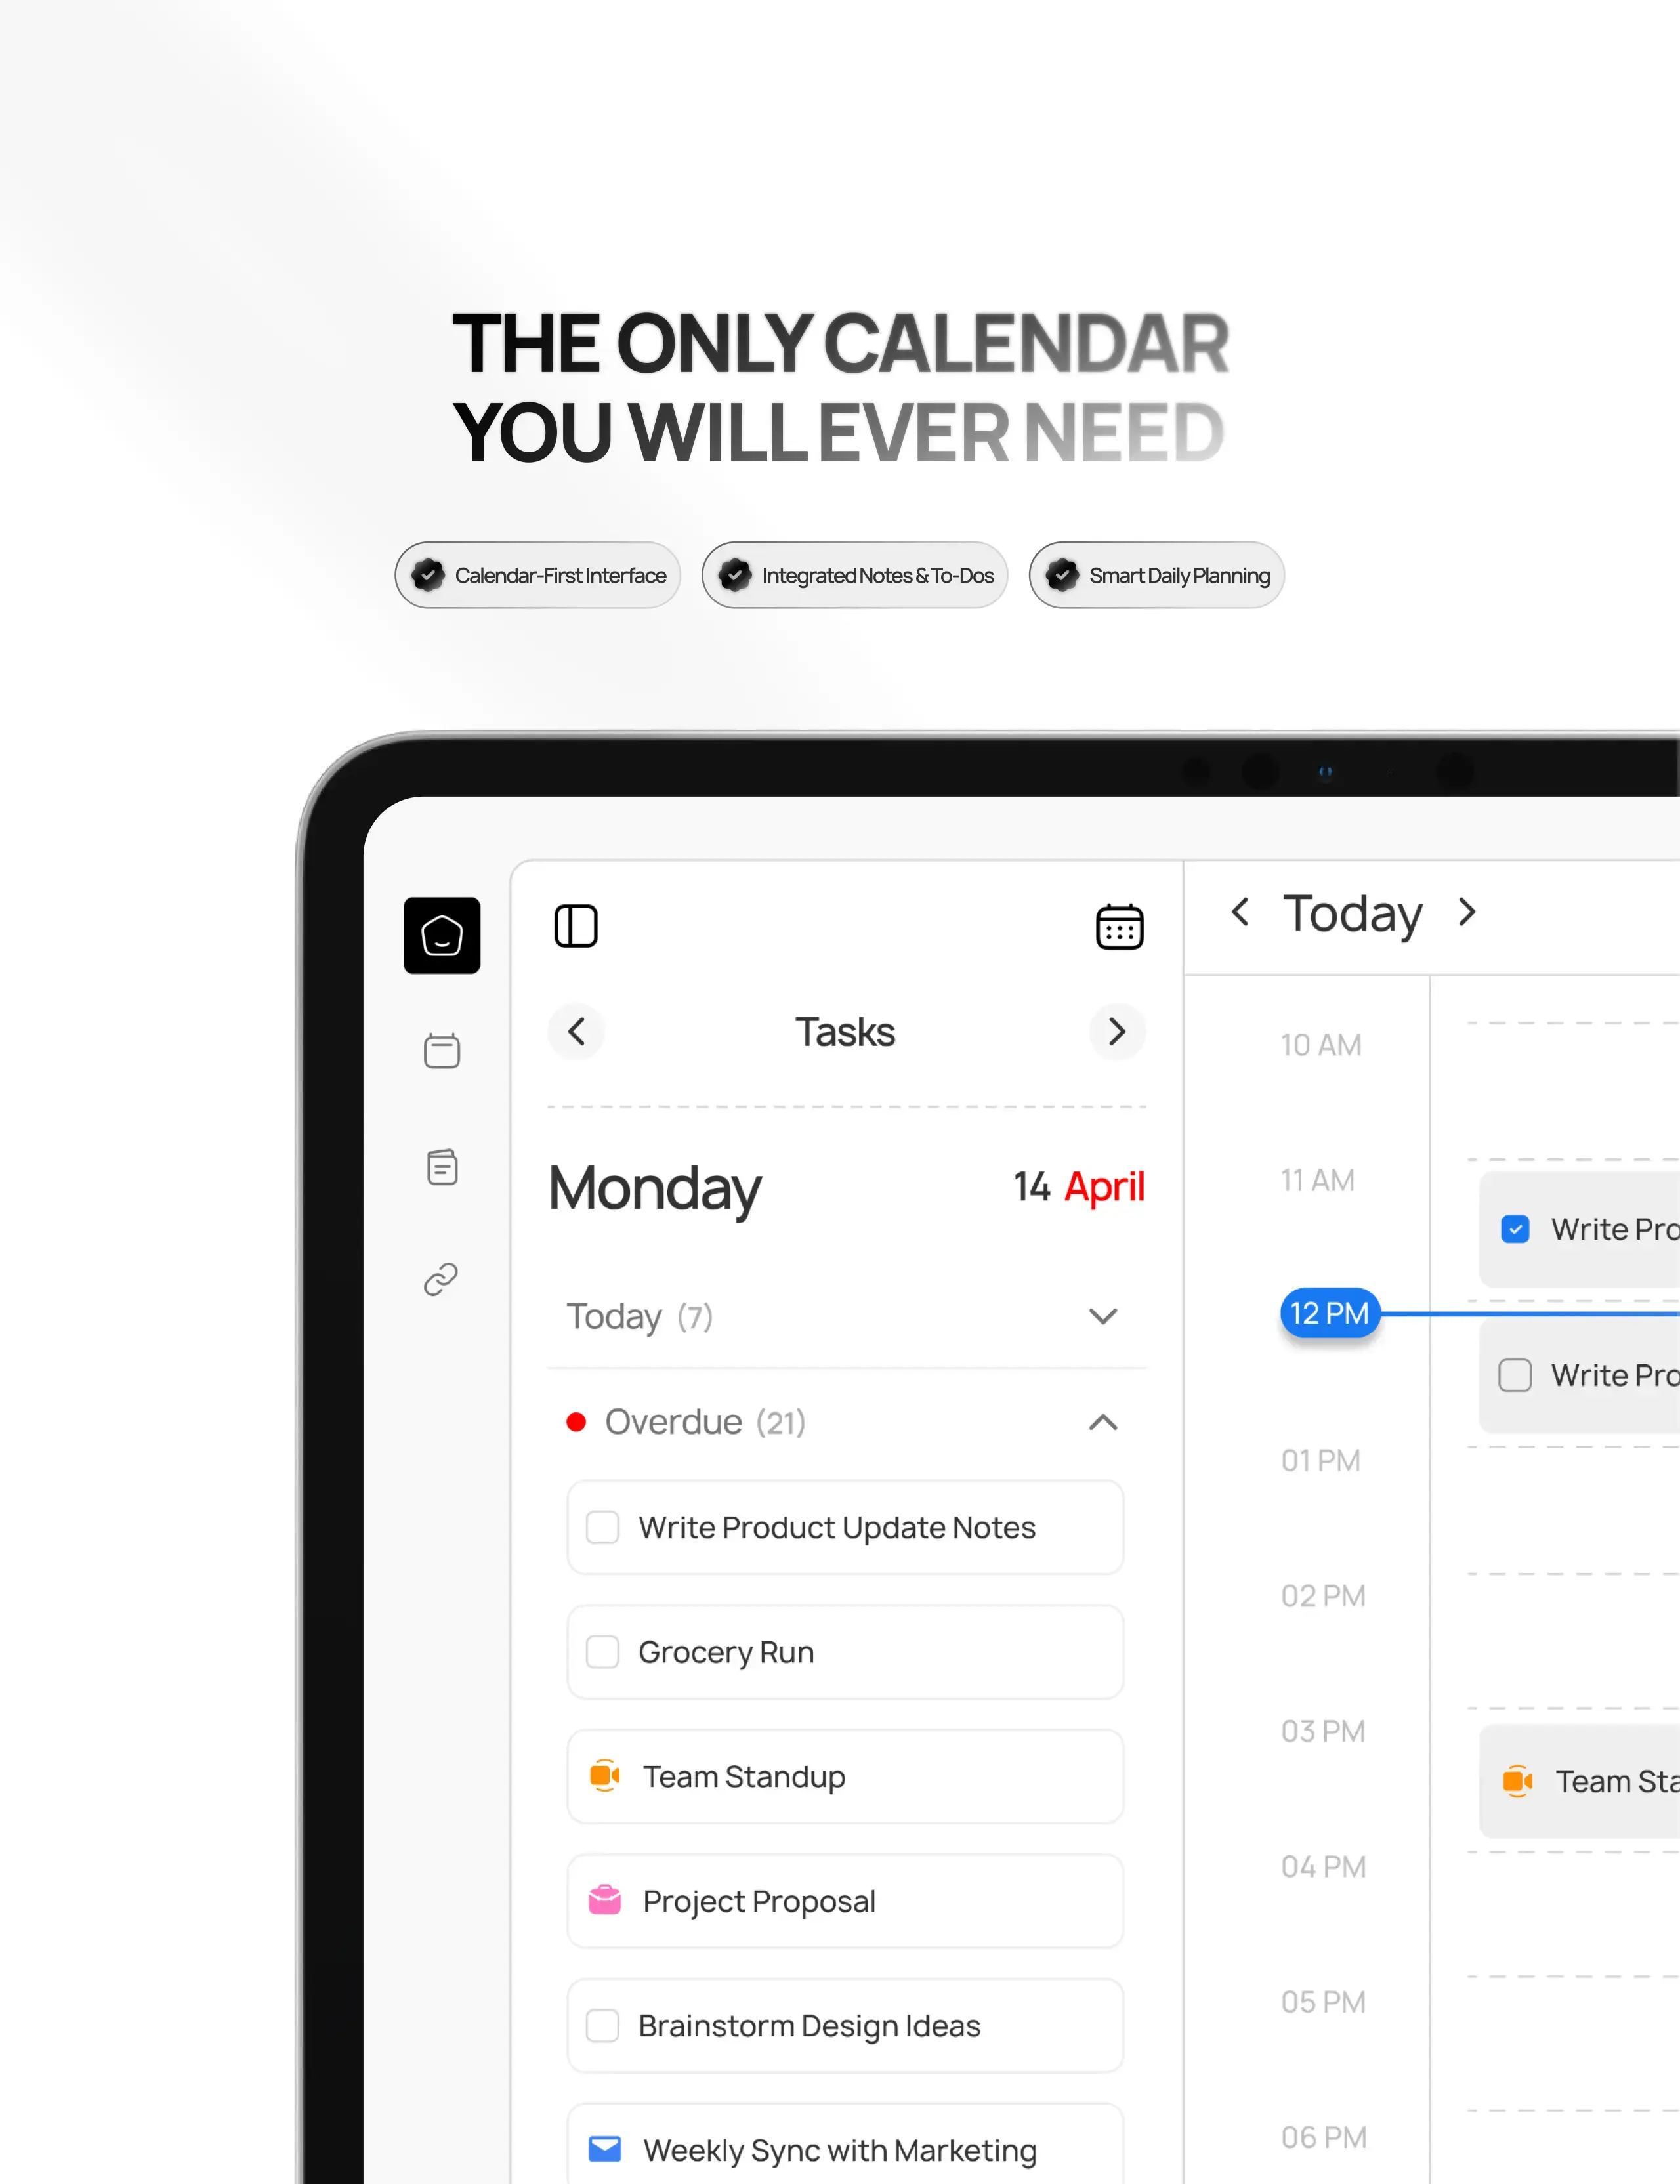 THE ONLY CALENDAR
YOU WILL EVER NEED
Calendar-First Interface
Integrated Notes & To-Dos
Smart Daily Planning
Tasks
Monday
14 April
Today (7)
Overdue (21)
Write Product Update Notes
Grocery Run
Team Standup
Project Proposal
Brainstorm Design Ideas
Weekly Sync with Marketing
Today
10 AM
11 AM
Write Pro
12 PM
Write Pro
01 PM
02 PM
03 PM
Team Sta
04 PM
05 PM
06 PM